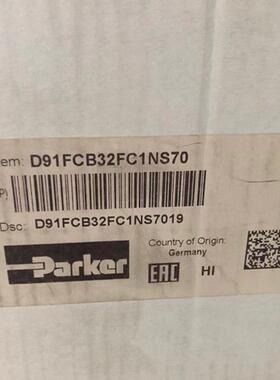 em: D91FCB32FC1NS70
P)
Dsc: D91FCB32FC1NS7019
Parker
Country of Origin:
Germany
EAC HI